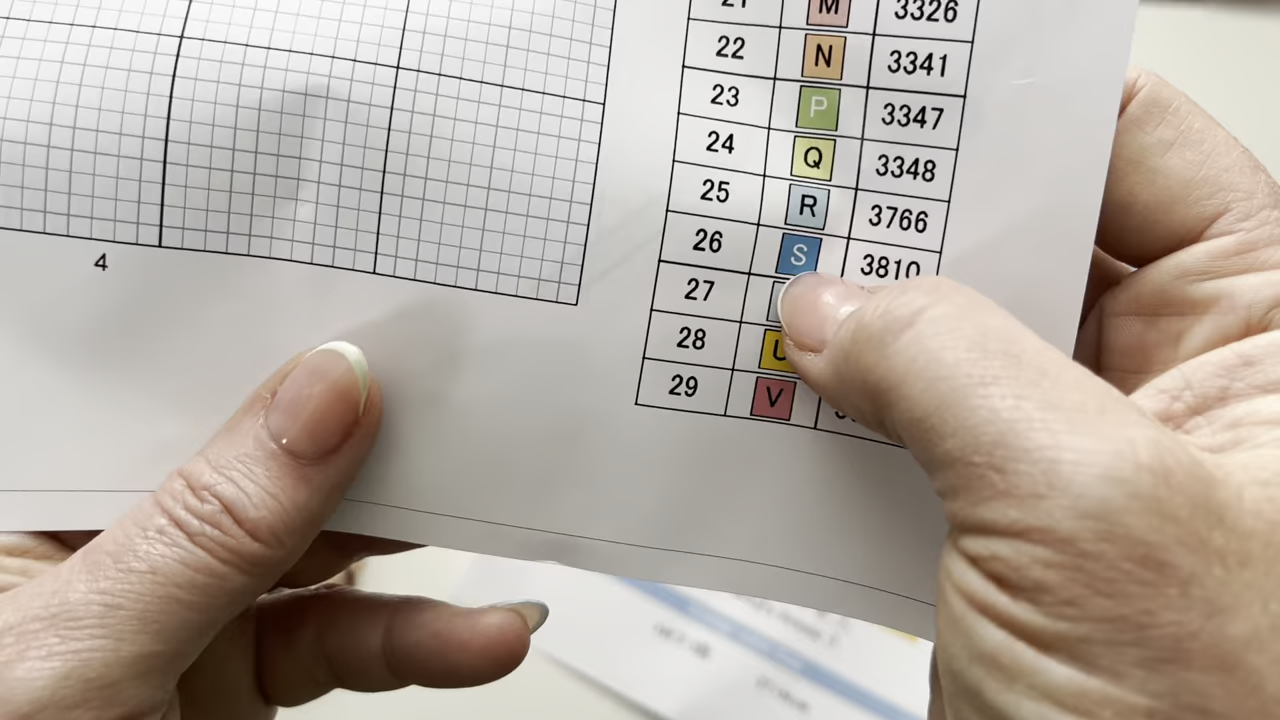 21 M 3326
22 N 3341
23 P 3347
24 Q 3348
25 R 3766
26 S 3810
27
28 U
29 V
4